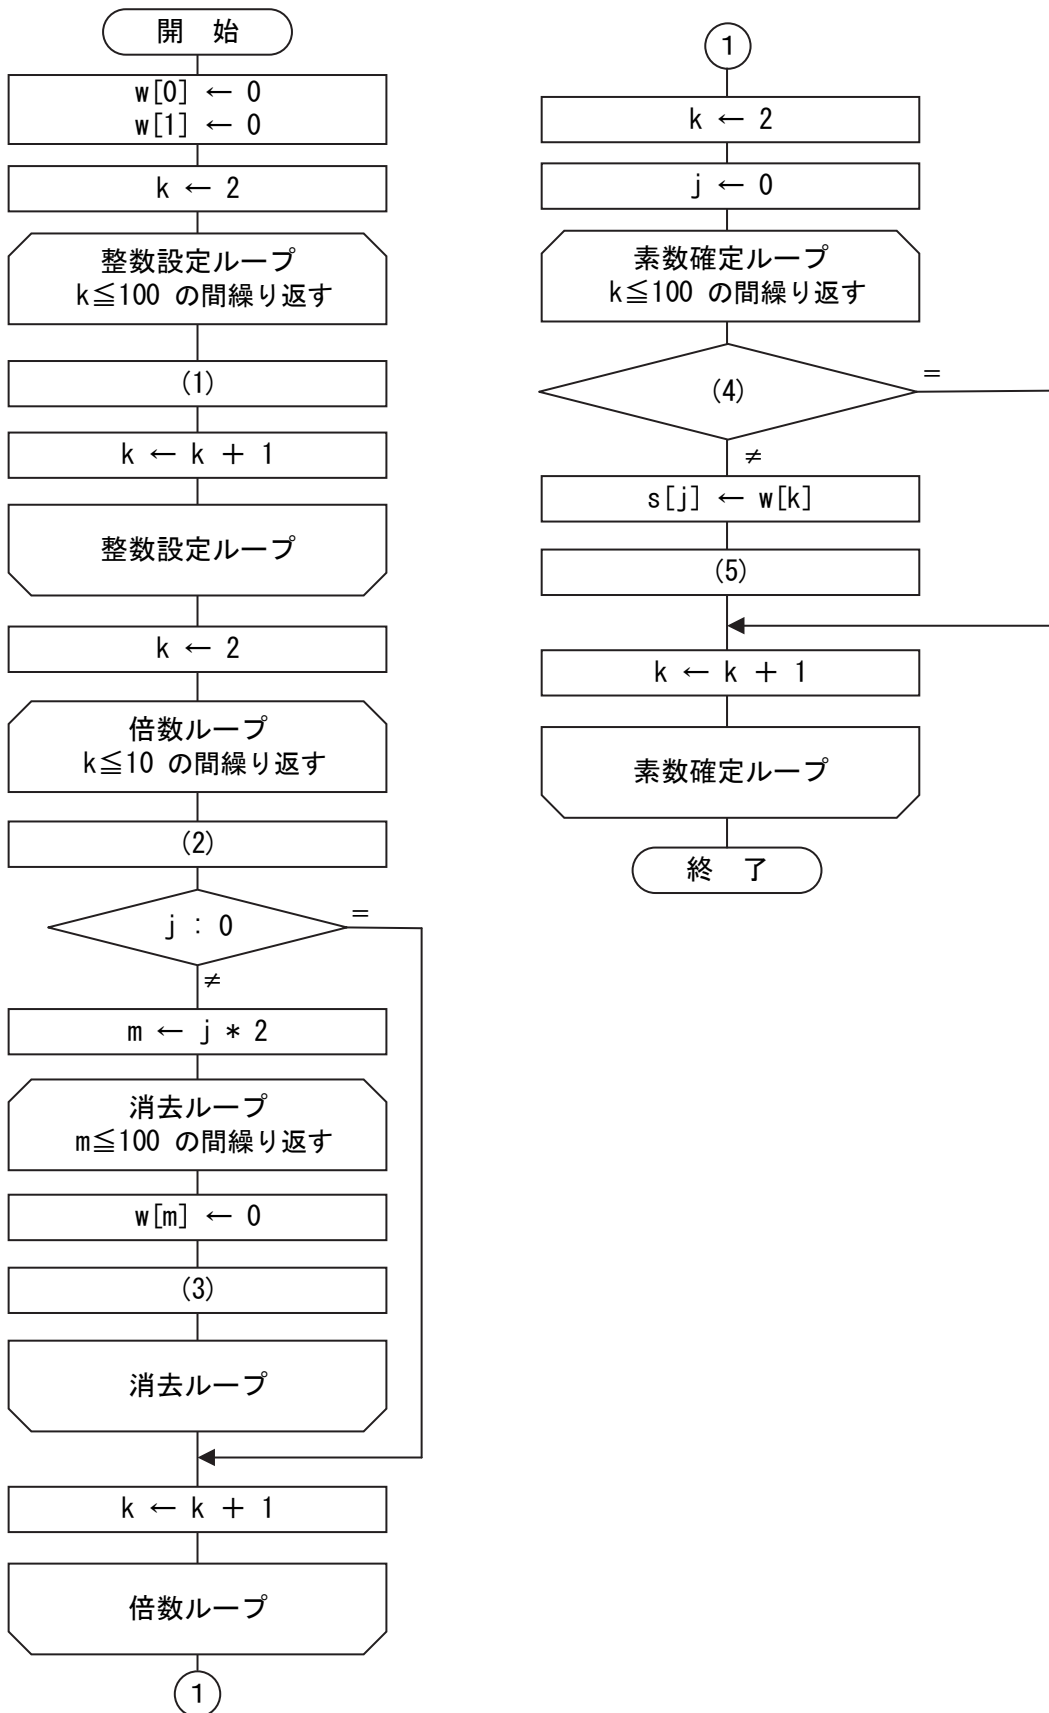 開 始
w[0] ← 0
w[1] ← 0
k ← 2
整数設定ループ
k≦100 の間繰り返す
(1)
k ← k + 1
整数設定ループ
k ← 2
倍数ループ
k≦10 の間繰り返す
(2)
j : 0
=
≠
m ← j * 2
消去ループ
m≦100 の間繰り返す
w[m] ← 0
(3)
消去ループ
k ← k + 1
倍数ループ
1
1
k ← 2
j ← 0
素数確定ループ
k≦100 の間繰り返す
(4)
=
≠
s[j] ← w[k]
(5)
k ← k + 1
素数確定ループ
終 了